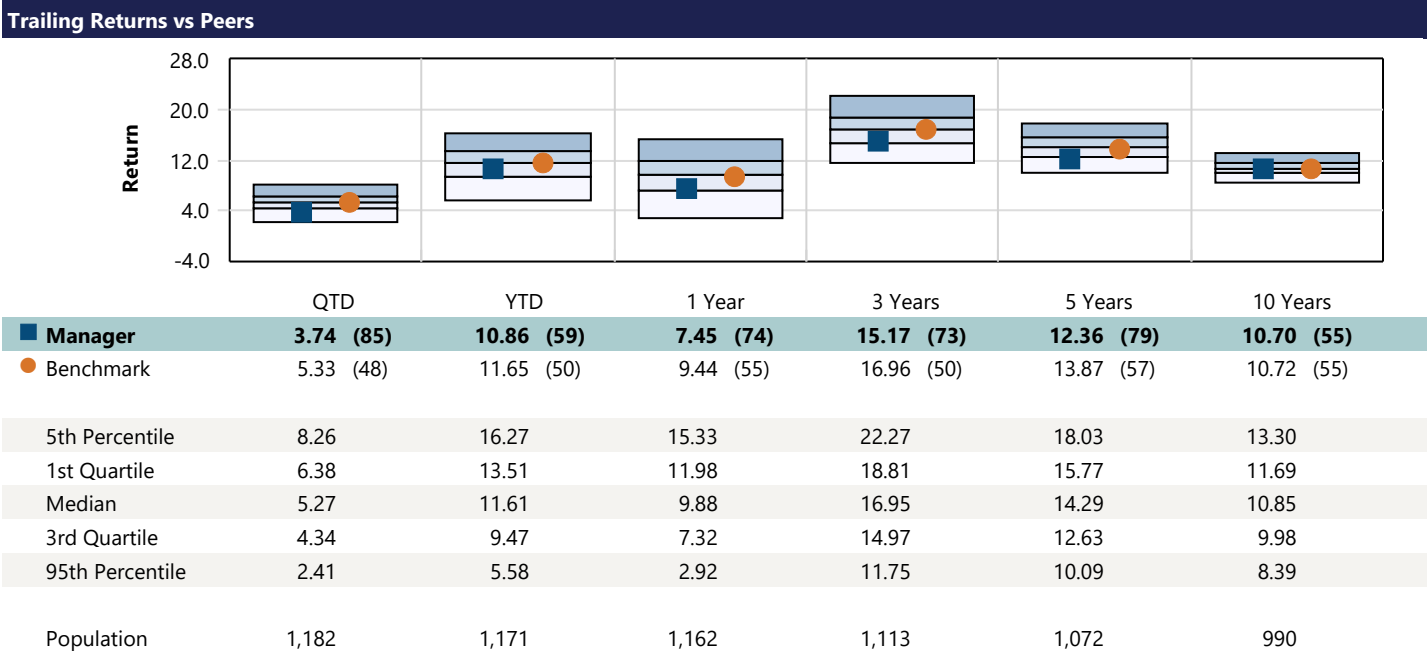 Trailing Returns vs Peers
28.0
20.0
12.0
4.0
-4.0
Return
QTD YTD 1 Year 3 Years 5 Years 10 Years
Manager 3.74 (85) 10.86 (59) 7.45 (74) 15.17 (73) 12.36 (79) 10.70 (55)
Benchmark 5.33 (48) 11.65 (50) 9.44 (55) 16.96 (50) 13.87 (57) 10.72 (55)
5th Percentile 8.26 16.27 15.33 22.27 18.03 13.30
1st Quartile 6.38 13.51 11.98 18.81 15.77 11.69
Median 5.27 11.61 9.88 16.95 14.29 10.85
3rd Quartile 4.34 9.47 7.32 14.97 12.63 9.98
95th Percentile 2.41 5.58 2.92 11.75 10.09 8.39
Population 1,182 1,171 1,162 1,113 1,072 990